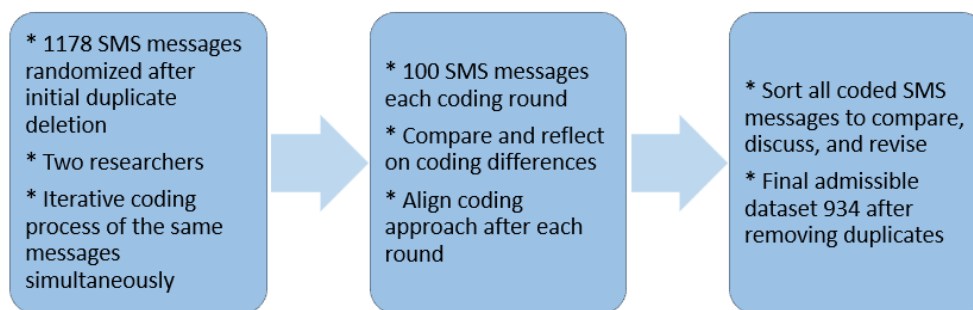 * 1178 SMS messages
randomized after
initial duplicate
deletion
* Two researchers
* Iterative coding
process of the same
messages
simultaneously
* 100 SMS messages
each coding round
* Compare and reflect
on coding differences
* Align coding
approach after each
round
* Sort all coded SMS
messages to compare,
discuss, and revise
* Final admissible
dataset 934 after
removing duplicates